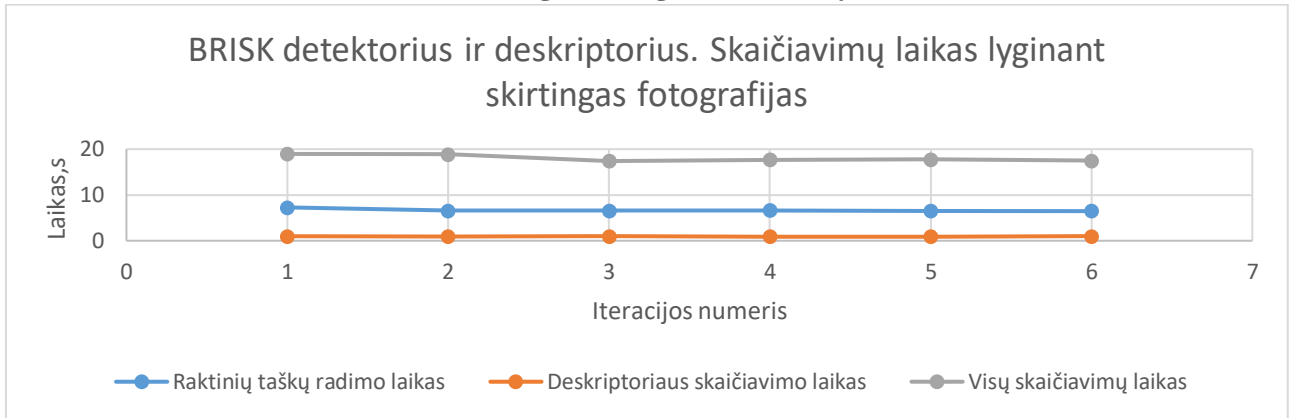 BRISK detektorius ir deskriptorius. Skaičiavimų laikas lyginant
skirtingas fotografijas
Laikas,s
20
10
0
0 1 2 3 4 5 6 7
Iteracijos numeris
Raktinių taškų radimo laikas Deskriptoriaus skaičiavimo laikas Visų skaičiavimų laikas